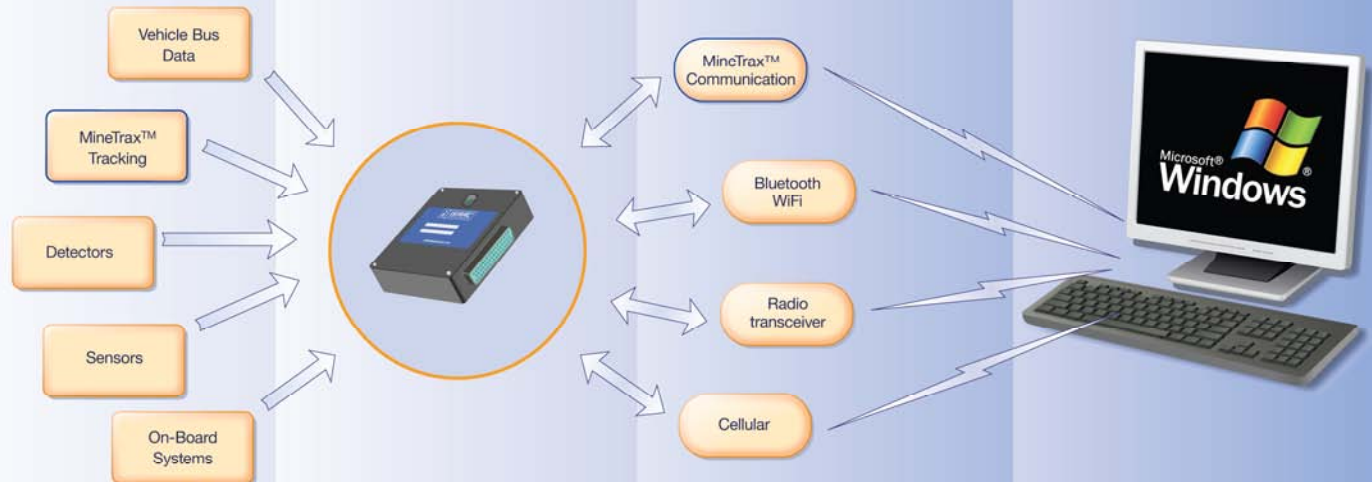 Vehicle Bus
Data
MineTrax™
Tracking
Detectors
Sensors
On-Board
Systems
MineTrax™
Communication
Bluetooth
WiFi
Radio
transceiver
Cellular
Microsoft®
Windows®